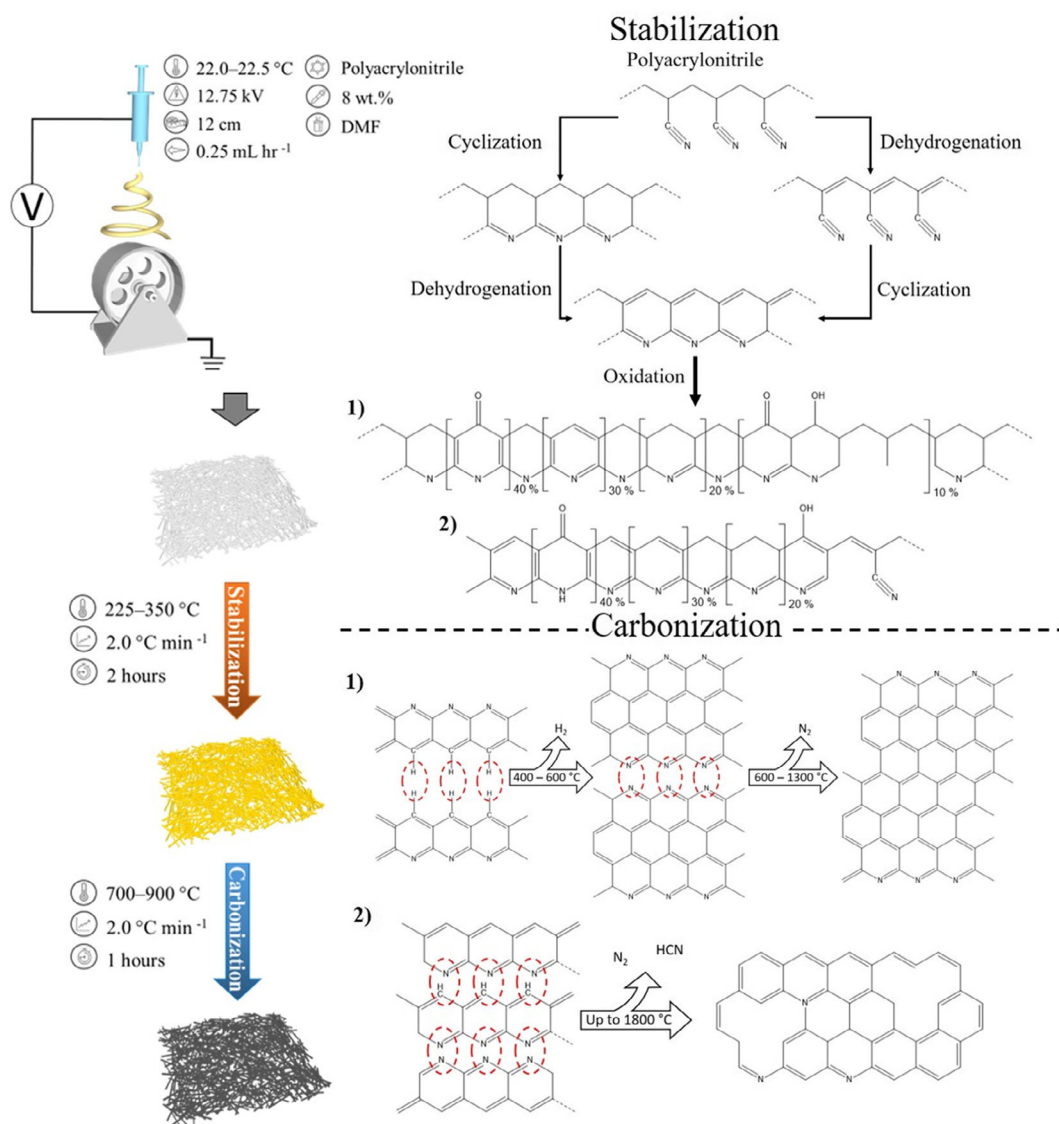 22.0–22.5 °C
12.75 kV
12 cm
0.25 mL hr -1
Polyacrylonitrile
8 wt.%
DMF
V
Stabilization
225–350 °C
2.0 °C min -1
2 hours
Carbonization
700–900 °C
2.0 °C min -1
1 hours
Stabilization
Polyacrylonitrile
N N N
Cyclization
Dehydrogenation
N N N
N N N
Dehydrogenation
Cyclization
N N N
Oxidation
1)
O O OH
N N N N N N N N N N
40 % 30 % 20 % 10 %
2)
O OH
N N N N N N N N
H 40 % 30 % 20 % N
Carbonization
1)
N N N
H H H
H H H
N N N
H2
400 – 600 °C
N N N
N N N
N N N
N N N
N2
600 – 1300 °C
N N N
N N N
2)
N N N
H H H
C C C
N N N
N N N
N2 HCN
Up to 1800 °C
N
N N